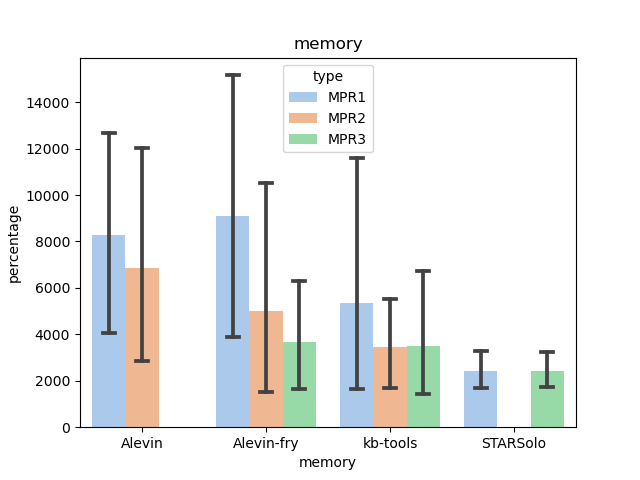 memory
type
MPR1
MPR2
MPR3
percentage
14000
12000
10000
8000
6000
4000
2000
0
Alevin Alevin-fry kb-tools STARSolo
memory